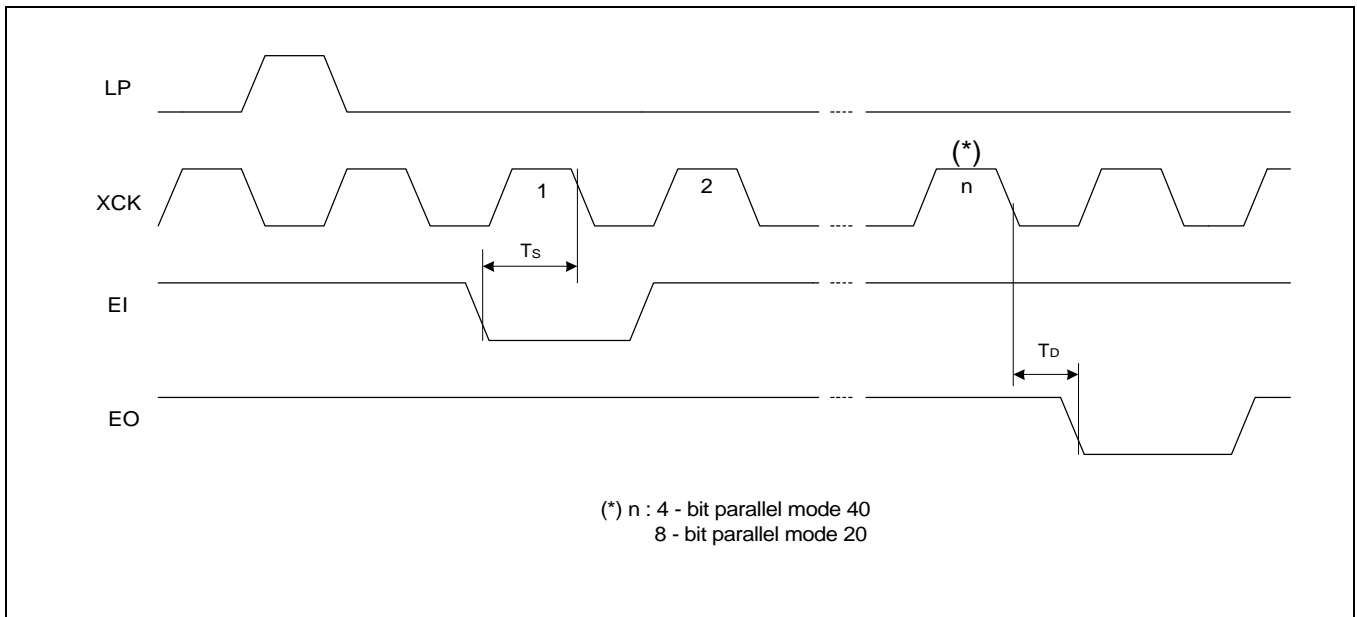 LP
XCK
1
2
(*)
n
TS
EI
TD
EO
(*) n : 4 - bit parallel mode 40
8 - bit parallel mode 20